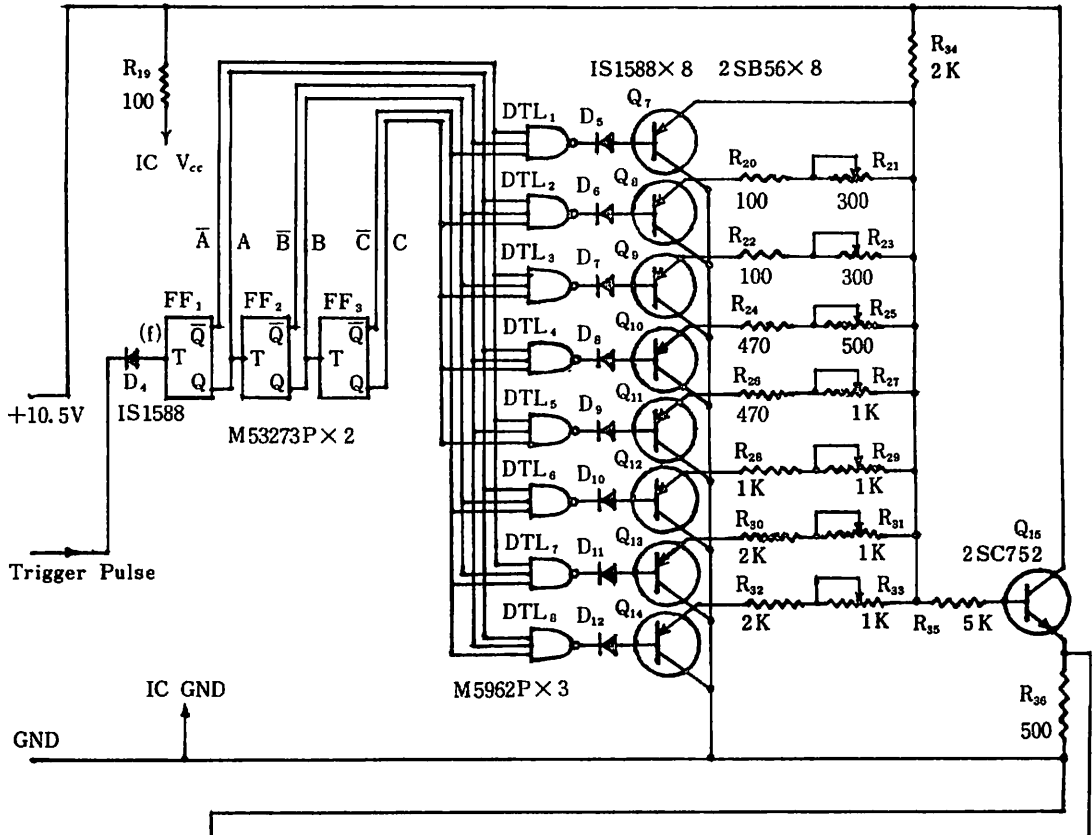 R₃₄
2K
R₁₉
100
IC Vcc
IS1588×8 2SB56×8
Q₇
DTL₁ D₅
R₂₀ R₂₁
100 300
DTL₂ D₆ Q₈
R₂₂ R₂₃
100 300
DTL₃ D₇ Q₉
A̅ A B̅ B C̅ C
R₂₄ R₂₅
470 500
DTL₄ D₈ Q₁₀
FF₁ FF₂ FF₃
(f) T Q̅ Q T Q̅ Q T Q̅ Q
D₄
IS1588
+10.5V
M53273P×2
R₂₆ R₂₇
470 1K
DTL₅ D₉ Q₁₁
R₂₈ R₂₉
1K 1K
DTL₆ D₁₀ Q₁₂
R₃₀ R₃₁
2K 1K
DTL₇ D₁₁ Q₁₃
Q₁₅
2SC752
Trigger Pulse
R₃₂ R₃₃
2K 1K
R₃₅ 5K
DTL₈ D₁₂ Q₁₄
M5962P×3
IC GND
R₃₆
500
GND